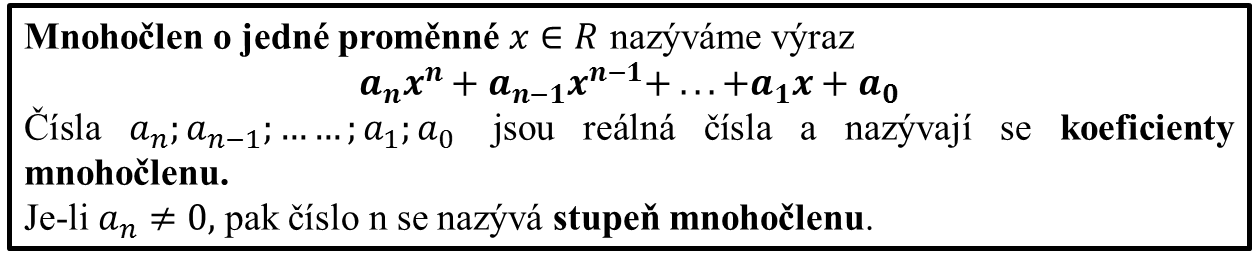 Mnohočlen o jedné proměnné x ∈ R nazýváme výraz
aₙxⁿ + aₙ₋₁xⁿ⁻¹+ …+a₁x + a₀
Čísla aₙ; aₙ₋₁; … …; a₁; a₀ jsou reálná čísla a nazývají se koeficienty
mnohočlenu.
Je-li aₙ ≠ 0, pak číslo n se nazývá stupeň mnohočlenu.